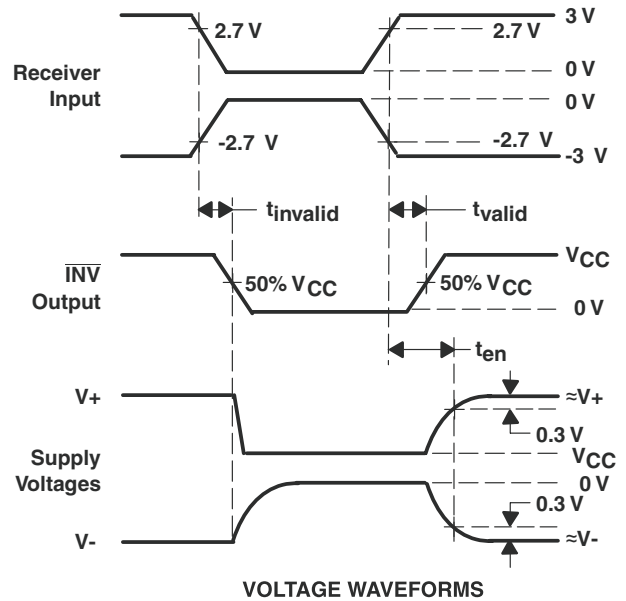 3 V
2.7 V
2.7 V
Receiver
Input
0 V
0 V
-2.7 V
-2.7 V
-3 V
tinvalid
tvalid
INV
Output
VCC
50% VCC
50% VCC
0 V
ten
V+
≈V+
0.3 V
Supply
Voltages
VCC
0 V
0.3 V
V-
≈V-
VOLTAGE WAVEFORMS